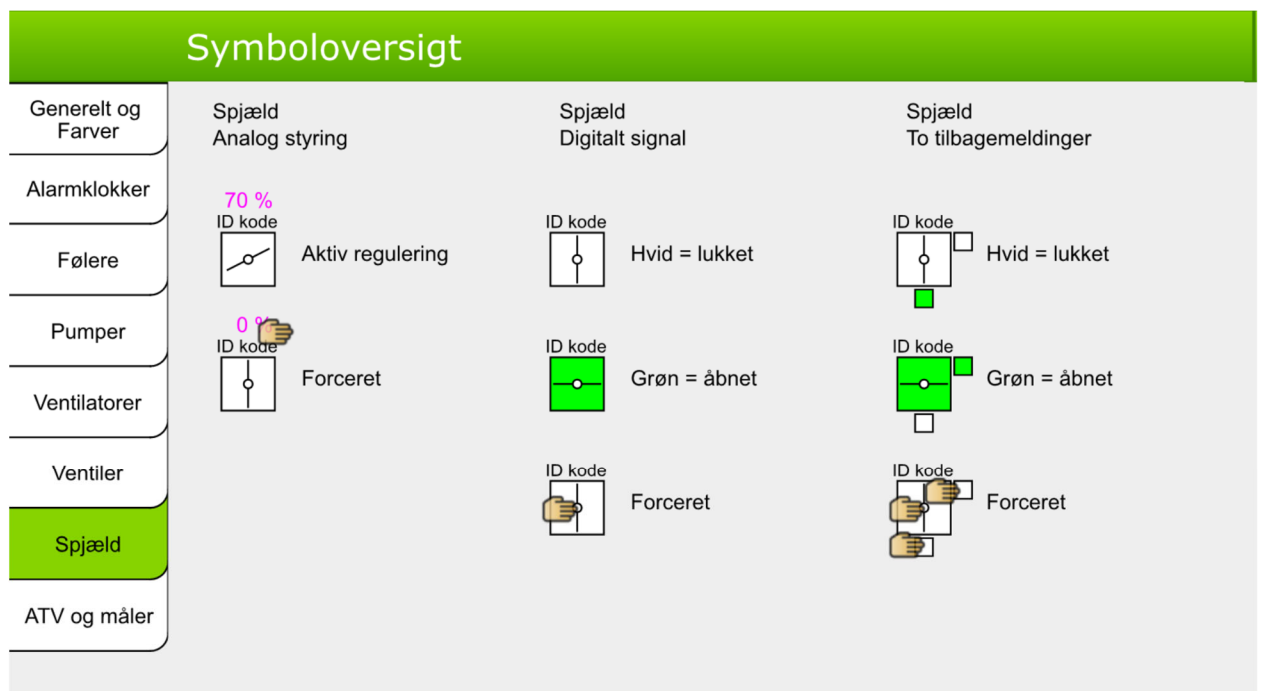 Symboloversigt
Generelt og
Farver
Alarmklokker
Følere
Pumper
Ventilatorer
Ventiler
Spjæld
ATV og måler
Spjæld
Analog styring
70 %
ID kode
Aktiv regulering
0 %
ID kode
Forceret
Spjæld
Digitalt signal
ID kode
Hvid = lukket
ID kode
Grøn = åbnet
ID kode
Forceret
Spjæld
To tilbagemeldinger
ID kode
Hvid = lukket
ID kode
Grøn = åbnet
ID kode
Forceret